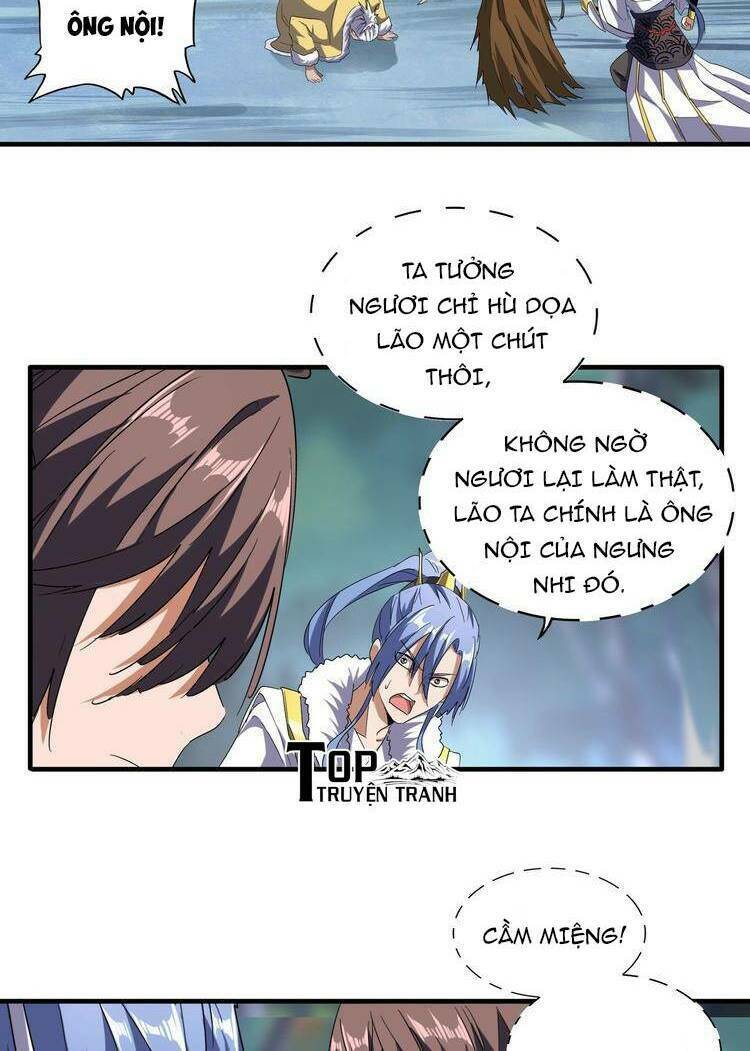 ÔNG NỘI!
TA TƯỞNG
NGƯƠI CHỈ HÙ DỌA
LÃO MỘT CHÚT
THÔI,
KHÔNG NGỜ
NGƯƠI LẠI LÀM THẬT,
LÃO TA CHÍNH LÀ ÔNG
NỘI CỦA NGƯNG
NHI ĐÓ.
TOP
TRUYỆN TRANH
CẦM MIỆNG!